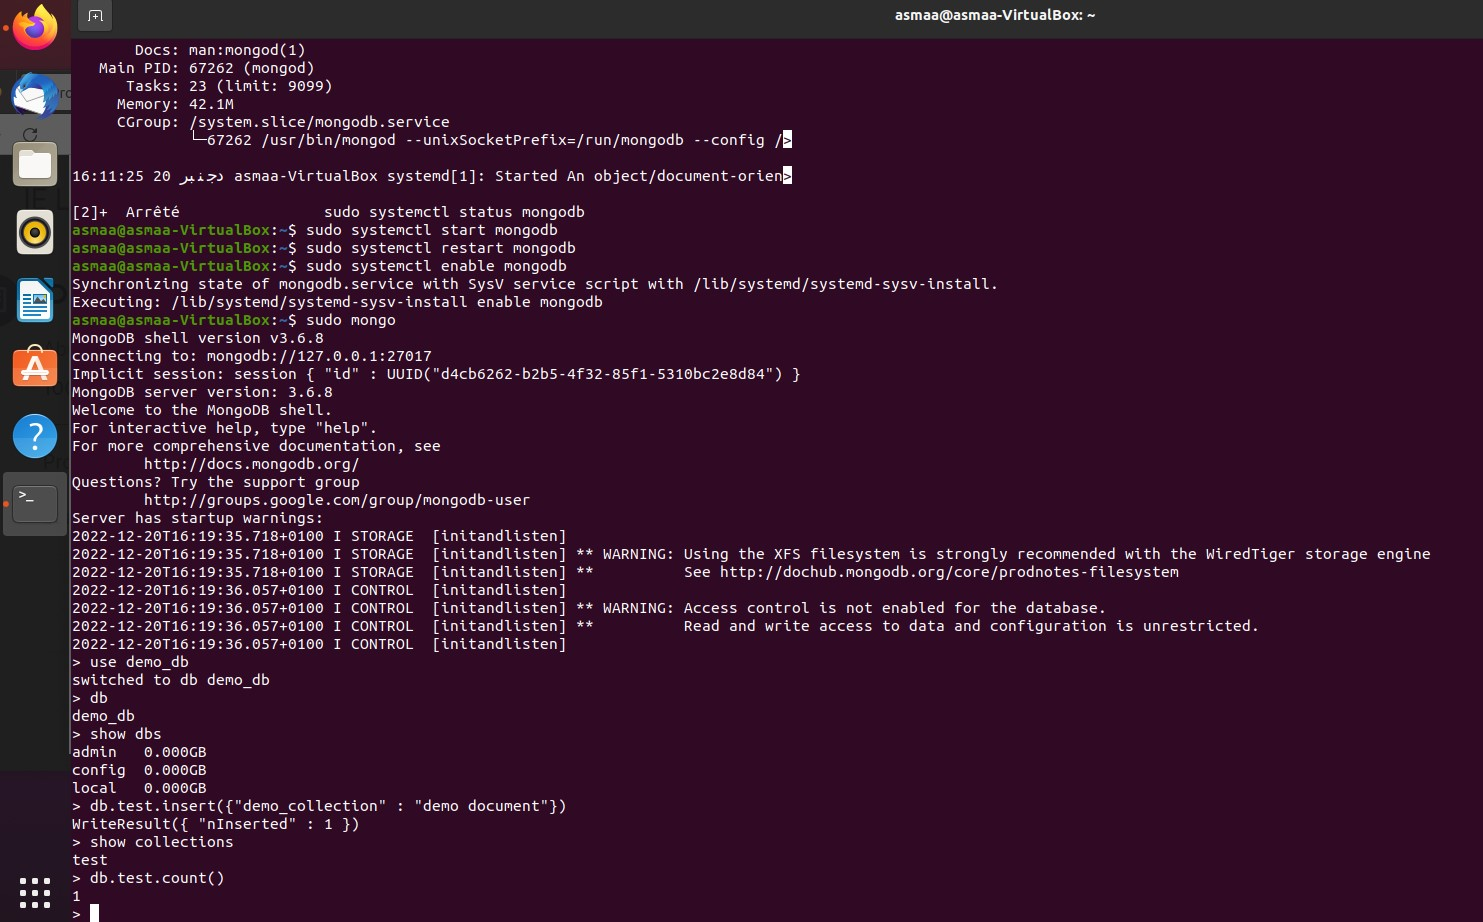 asmaa@asmaa-VirtualBox: ~
Docs: man:mongod(1)
Main PID: 67262 (mongod)
Tasks: 23 (limit: 9099)
Memory: 42.1M
CGroup: /system.slice/mongodb.service
└─67262 /usr/bin/mongod --unixSocketPrefix=/run/mongodb --config />
16:11:25 20 دجنبر asmaa-VirtualBox systemd[1]: Started An object/document-orien>
[2]+  Arrêté                sudo systemctl status mongodb
asmaa@asmaa-VirtualBox:~$ sudo systemctl start mongodb
asmaa@asmaa-VirtualBox:~$ sudo systemctl restart mongodb
asmaa@asmaa-VirtualBox:~$ sudo systemctl enable mongodb
Synchronizing state of mongodb.service with SysV service script with /lib/systemd/systemd-sysv-install.
Executing: /lib/systemd/systemd-sysv-install enable mongodb
asmaa@asmaa-VirtualBox:~$ sudo mongo
MongoDB shell version v3.6.8
connecting to: mongodb://127.0.0.1:27017
Implicit session: session { "id" : UUID("d4cb6262-b2b5-4f32-85f1-5310bc2e8d84") }
MongoDB server version: 3.6.8
Welcome to the MongoDB shell.
For interactive help, type "help".
For more comprehensive documentation, see
http://docs.mongodb.org/
Questions? Try the support group
http://groups.google.com/group/mongodb-user
Server has startup warnings:
2022-12-20T16:19:35.718+0100 I STORAGE  [initandlisten]
2022-12-20T16:19:35.718+0100 I STORAGE  [initandlisten] ** WARNING: Using the XFS filesystem is strongly recommended with the WiredTiger storage engine
2022-12-20T16:19:35.718+0100 I STORAGE  [initandlisten] **          See http://dochub.mongodb.org/core/prodnotes-filesystem
2022-12-20T16:19:36.057+0100 I CONTROL  [initandlisten]
2022-12-20T16:19:36.057+0100 I CONTROL  [initandlisten] ** WARNING: Access control is not enabled for the database.
2022-12-20T16:19:36.057+0100 I CONTROL  [initandlisten] **          Read and write access to data and configuration is unrestricted.
2022-12-20T16:19:36.057+0100 I CONTROL  [initandlisten]
> use demo_db
switched to db demo_db
> db
demo_db
> show dbs
admin   0.000GB
config  0.000GB
local   0.000GB
> db.test.insert({"demo_collection" : "demo document"})
WriteResult({ "nInserted" : 1 })
> show collections
test
> db.test.count()
1
>